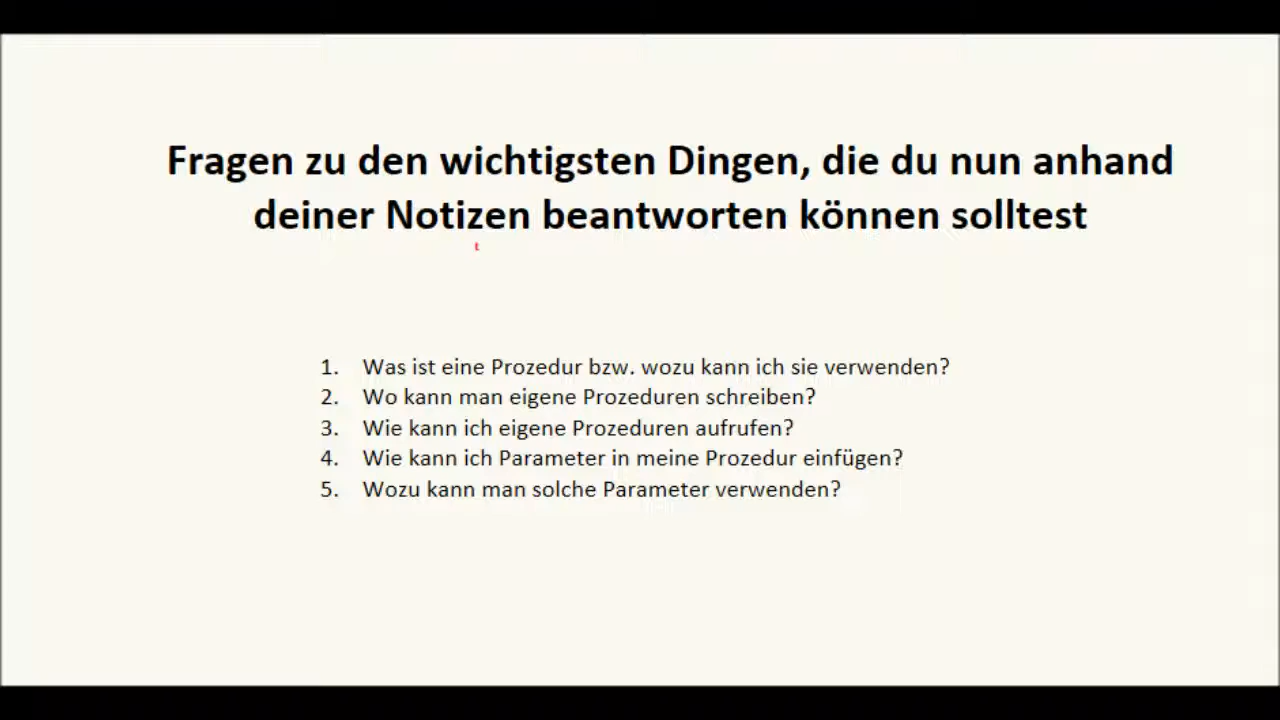 Fragen zu den wichtigsten Dingen, die du nun anhand
deiner Notizen beantworten können solltest
t
1. Was ist eine Prozedur bzw. wozu kann ich sie verwenden?
2. Wo kann man eigene Prozeduren schreiben?
3. Wie kann ich eigene Prozeduren aufrufen?
4. Wie kann ich Parameter in meine Prozedur einfügen?
5. Wozu kann man solche Parameter verwenden?